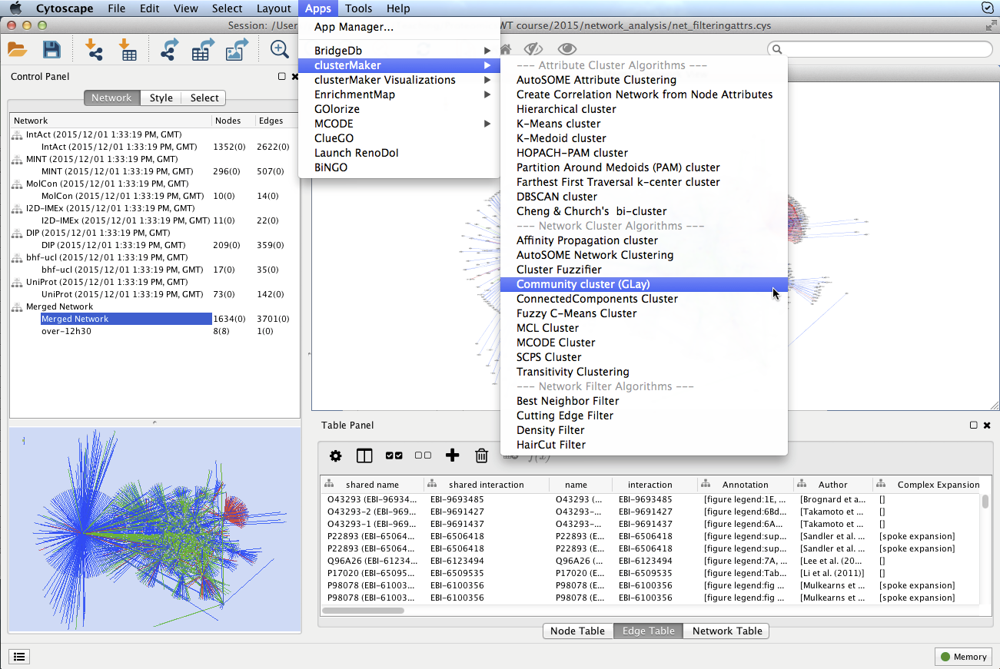 Cytoscape File Edit View Select Layout Apps Tools Help
Session: /User
WT course/2015/network_analysis/net_filteringattrs.cys
App Manager...
BridgeDb
clusterMaker
clusterMaker Visualizations
EnrichmentMap
GOlorize
MCODE
ClueGO
Launch RenoDoI
BiNGO
--- Attribute Cluster Algorithms ---
AutoSOME Attribute Clustering
Create Correlation Network from Node Attributes
Hierarchical cluster
K-Means cluster
K-Medoid cluster
HOPACH-PAM cluster
Partition Around Medoids (PAM) cluster
Farthest First Traversal k-center cluster
DBSCAN cluster
Cheng & Church's  bi-cluster
--- Network Cluster Algorithms ---
Affinity Propagation cluster
AutoSOME Network Clustering
Cluster Fuzzifier
Community cluster (GLay)
ConnectedComponents Cluster
Fuzzy C-Means Cluster
MCL Cluster
MCODE Cluster
SCPS Cluster
Transitivity Clustering
--- Network Filter Algorithms ---
Best Neighbor Filter
Cutting Edge Filter
Density Filter
HairCut Filter
Control Panel
Network Style Select
Network Nodes Edges
IntAct (2015/12/01 1:33:19 PM, GMT)
IntAct (2015/12/01 1:33:19 PM, GMT) 1352(0) 2622(0)
MINT (2015/12/01 1:33:19 PM, GMT)
MINT (2015/12/01 1:33:19 PM, GMT) 296(0) 507(0)
MolCon (2015/12/01 1:33:19 PM, GMT)
MolCon (2015/12/01 1:33:19 PM, GMT) 10(0) 14(0)
I2D-IMEx (2015/12/01 1:33:19 PM, GMT)
I2D-IMEx (2015/12/01 1:33:19 PM, GMT) 11(0) 22(0)
DIP (2015/12/01 1:33:19 PM, GMT)
DIP (2015/12/01 1:33:19 PM, GMT) 209(0) 359(0)
bhf-ucl (2015/12/01 1:33:19 PM, GMT)
bhf-ucl (2015/12/01 1:33:19 PM, GMT) 17(0) 35(0)
UniProt (2015/12/01 1:33:19 PM, GMT)
UniProt (2015/12/01 1:33:19 PM, GMT) 73(0) 142(0)
Merged Network
Merged Network 1634(0) 3701(0)
over-12h30 8(8) 1(0)
Table Panel
f(x)
shared name shared interaction name interaction Annotation Author Complex Expansion
O43293 (EBI-96934... EBI-9693485 O43293 (E... EBI-9693485 [figure legend:1E, ... [Brognard et a... []
O43293-2 (EBI-969... EBI-9691427 O43293-... EBI-9691427 [figure legend:6Bd... [Takamoto et ... []
O43293-1 (EBI-969... EBI-9691437 O43293-... EBI-9691437 [figure legend:6A... [Takamoto et ... []
P22893 (EBI-65064... EBI-6506418 P22893 (E... EBI-6506418 [figure legend:sup... [Sandler et al. ... [spoke expansion]
P22893 (EBI-65064... EBI-6506418 P22893 (E... EBI-6506418 [figure legend:sup... [Sandler et al. ... [spoke expansion]
Q96A26 (EBI-61234... EBI-6123494 Q96A26 (... EBI-6123494 [figure legend:7A, ... [Lee et al. (20... []
P17020 (EBI-65095... EBI-6509535 P17020 (E... EBI-6509535 [figure legend:Tab... [Li et al. (2011)] []
P98078 (EBI-61003... EBI-6100356 P98078 (E... EBI-6100356 [figure legend:fig ... [Mulkearns et ... [spoke expansion]
P98078 (EBI-61003... EBI-6100356 P98078 (E... EBI-6100356 [figure legend:fig ... [Mulkearns et ... [spoke expansion]
Node Table Edge Table Network Table
Memory